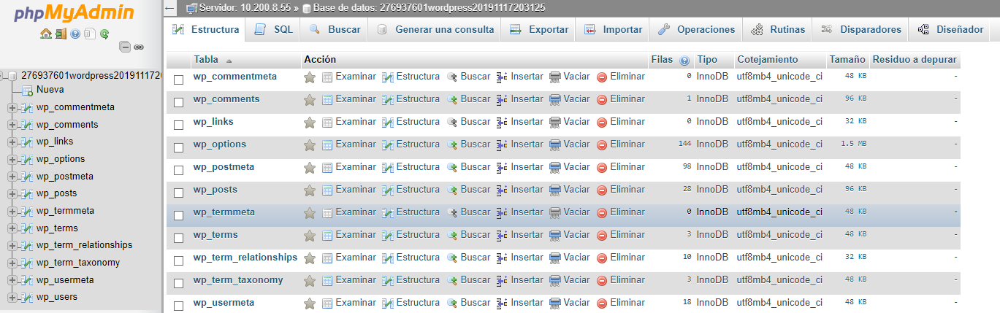 phpMyAdmin
276937601wordpress201911172
Nueva
wp_commentmeta
wp_comments
wp_links
wp_options
wp_postmeta
wp_posts
wp_termmeta
wp_terms
wp_term_relationships
wp_term_taxonomy
wp_usermeta
wp_users
Servidor: 10.200.8.55 » Base de datos: 276937601wordpress20191117203125
Estructura SQL Buscar Generar una consulta Exportar Importar Operaciones Rutinas Disparadores Diseñador
Tabla Acción Filas Tipo Cotejamiento Tamaño Residuo a depurar
wp_commentmeta Examinar Estructura Buscar Insertar Vaciar Eliminar 0 InnoDB utf8mb4_unicode_ci 48 KB -
wp_comments Examinar Estructura Buscar Insertar Vaciar Eliminar 1 InnoDB utf8mb4_unicode_ci 96 KB -
wp_links Examinar Estructura Buscar Insertar Vaciar Eliminar 0 InnoDB utf8mb4_unicode_ci 32 KB -
wp_options Examinar Estructura Buscar Insertar Vaciar Eliminar 144 InnoDB utf8mb4_unicode_ci 1.5 MB -
wp_postmeta Examinar Estructura Buscar Insertar Vaciar Eliminar 98 InnoDB utf8mb4_unicode_ci 48 KB -
wp_posts Examinar Estructura Buscar Insertar Vaciar Eliminar 28 InnoDB utf8mb4_unicode_ci 96 KB -
wp_termmeta Examinar Estructura Buscar Insertar Vaciar Eliminar 0 InnoDB utf8mb4_unicode_ci 48 KB -
wp_terms Examinar Estructura Buscar Insertar Vaciar Eliminar 3 InnoDB utf8mb4_unicode_ci 48 KB -
wp_term_relationships Examinar Estructura Buscar Insertar Vaciar Eliminar 10 InnoDB utf8mb4_unicode_ci 32 KB -
wp_term_taxonomy Examinar Estructura Buscar Insertar Vaciar Eliminar 3 InnoDB utf8mb4_unicode_ci 48 KB -
wp_usermeta Examinar Estructura Buscar Insertar Vaciar Eliminar 18 InnoDB utf8mb4_unicode_ci 48 KB -